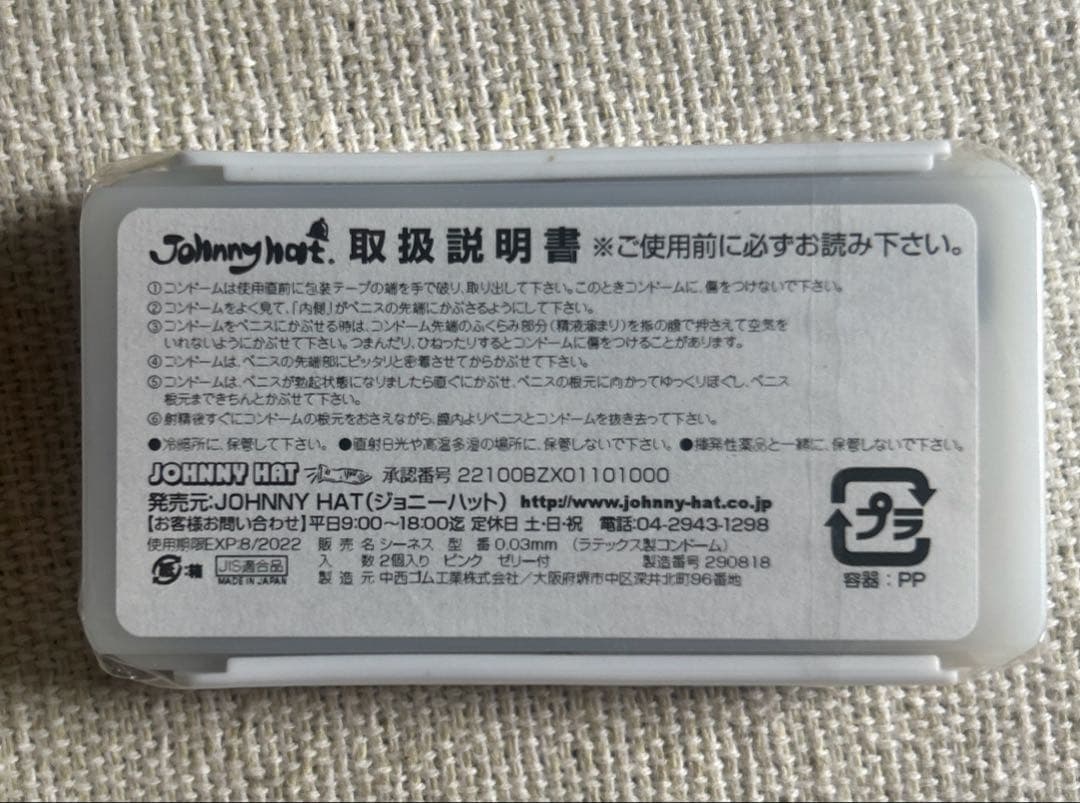 Johnny hat. 取扱説明書 ※ご使用前に必ずお読み下さい。
①コンドームは使用直前に包装テープの端を手で破り、取り出して下さい。このときコンドームに、傷をつけないで下さい。
②コンドームをよく見て、「内側」がペニスの先端にかぶさるようにして下さい。
③コンドームをペニスにかぶせる時は、コンドーム先端のふくらみ部分(精液溜まり)を指の腹で押さえて空気を
いれないようにかぶせて下さい。つまんだり、ひねったりするとコンドームに傷をつけることがあります。
④コンドームは、ペニスの先端部にピッタリと密着させてからかぶせて下さい。
⑤コンドームは、ペニスが勃起状態になりましたら直ぐにかぶせ、ペニスの根元に向かってゆっくりほぐし、ペニス
根元まできちんとかぶせて下さい。
⑥射精後すぐにコンドームの根元をおさえながら、膣内よりペニスとコンドームを抜き去って下さい。
●冷暗所に、保管して下さい。 ●直射日光や高温多湿の場所に、保管しないで下さい。 ●揮発性薬品と一緒に、保管しないで下さい。
JOHNNY HAT 承認番号 22100BZX01101000
発売元:JOHNNY HAT(ジョニーハット) http://www.johnny-hat.co.jp
【お客様お問い合わせ】平日9:00~18:00迄 定休日 土・日・祝 電話:04-2943-1298
使用期限EXP:8/2022 販売名 シーネス 型番 0.03mm (ラテックス製コンドーム)
入数 2個入り ピンク ゼリー付 製造番号 290818
:箱 JIS適合品 MADE IN JAPAN
製造元 中西ゴム工業株式会社/大阪府堺市中区深井北町96番地
プラ
容器:PP